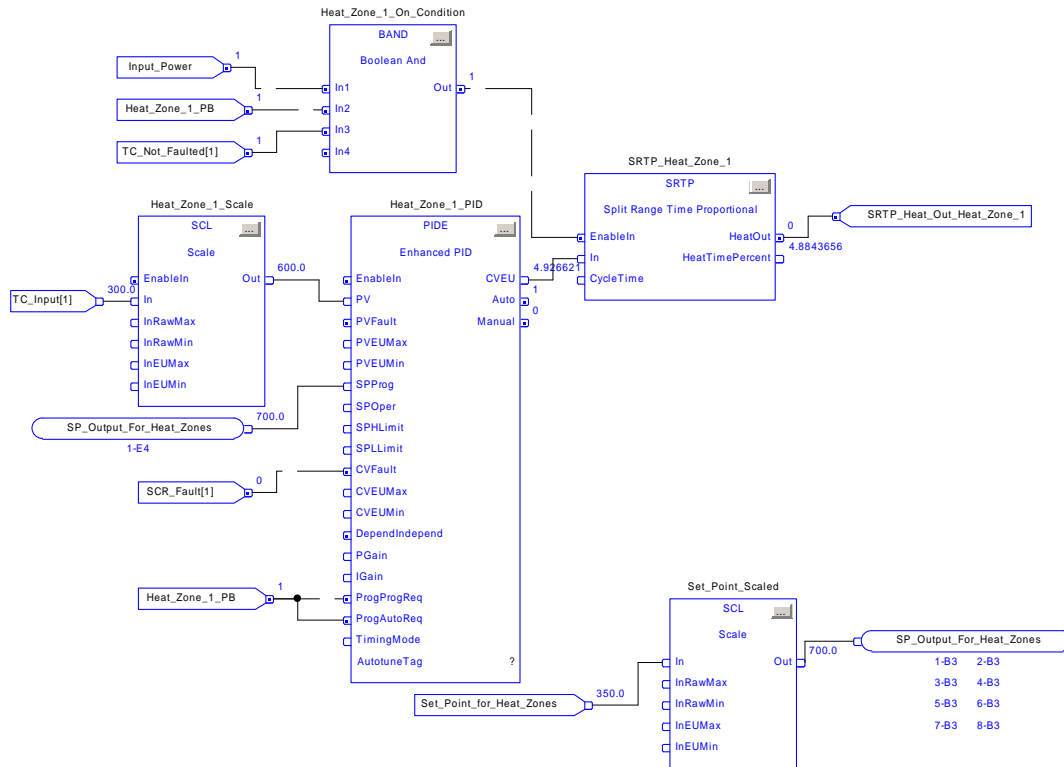 Heat_Zone_1_On_Condition
BAND
...
Boolean And
Input_Power
1
In1
Out
1
Heat_Zone_1_PB
1
In2
TC_Not_Faulted[1]
1
In3
In4
SRTP_Heat_Zone_1
SRTP
...
Split Range Time Proportional
EnableIn
HeatOut
0
SRTP_Heat_Out_Heat_Zone_1
In
HeatTimePercent
4.8843656
CycleTime
Heat_Zone_1_Scale
SCL
...
Scale
EnableIn
Out
600.0
TC_Input[1]
300.0
In
InRawMax
InRawMin
InEUMax
InEUMin
Heat_Zone_1_PID
PIDE
...
Enhanced PID
EnableIn
CVEU
4.926621
PV
Auto
1
PVFault
Manual
0
PVEUMax
PVEUMin
SPProg
SPOper
SPHLimit
SPLLimit
CVFault
CVEUMax
CVEUMin
DependIndepend
PGain
IGain
ProgProgReq
ProgAutoReq
TimingMode
AutotuneTag
?
SP_Output_For_Heat_Zones
700.0
1-E4
SCR_Fault[1]
0
Heat_Zone_1_PB
1
Set_Point_Scaled
SCL
...
Scale
In
Out
700.0
SP_Output_For_Heat_Zones
InRawMax
InRawMin
InEUMax
InEUMin
Set_Point_for_Heat_Zones
350.0
1-B3 2-B3
3-B3 4-B3
5-B3 6-B3
7-B3 8-B3